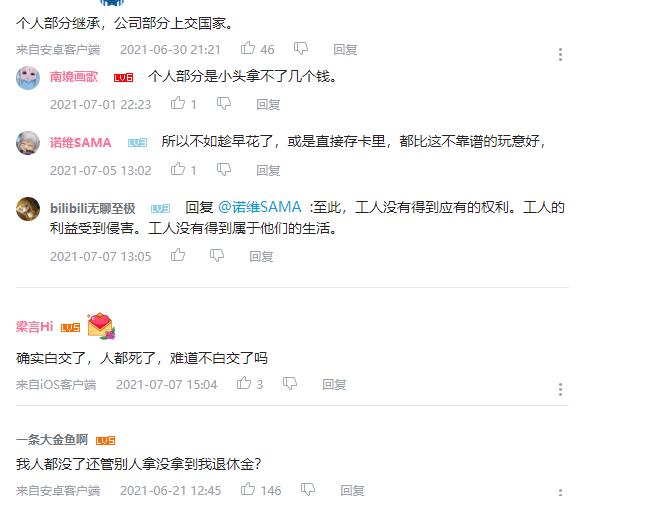 个人部分继承，公司部分上交国家。
来自安卓客户端 2021-06-30 21:21 46 回复
南境画歌 LV6 个人部分是小头拿不了几个钱。
2021-07-01 22:23 1 回复
诺维SAMA LV3 所以不如趁早花了，或是直接存卡里，都比这不靠谱的玩意好，
2021-07-05 13:02 1 回复
bilibili无聊至极 LV3 回复 @诺维SAMA :至此，工人没有得到应有的权利。工人的
利益受到侵害。工人没有得到属于他们的生活。
2021-07-07 13:05 回复
梁言Hi LV5
确实白交了，人都死了，难道不白交了吗
来自iOS客户端 2021-07-07 15:04 3 回复
一条大金鱼啊 LV5
我人都没了还管别人拿没拿到我退休金？
来自安卓客户端 2021-06-21 12:45 146 回复